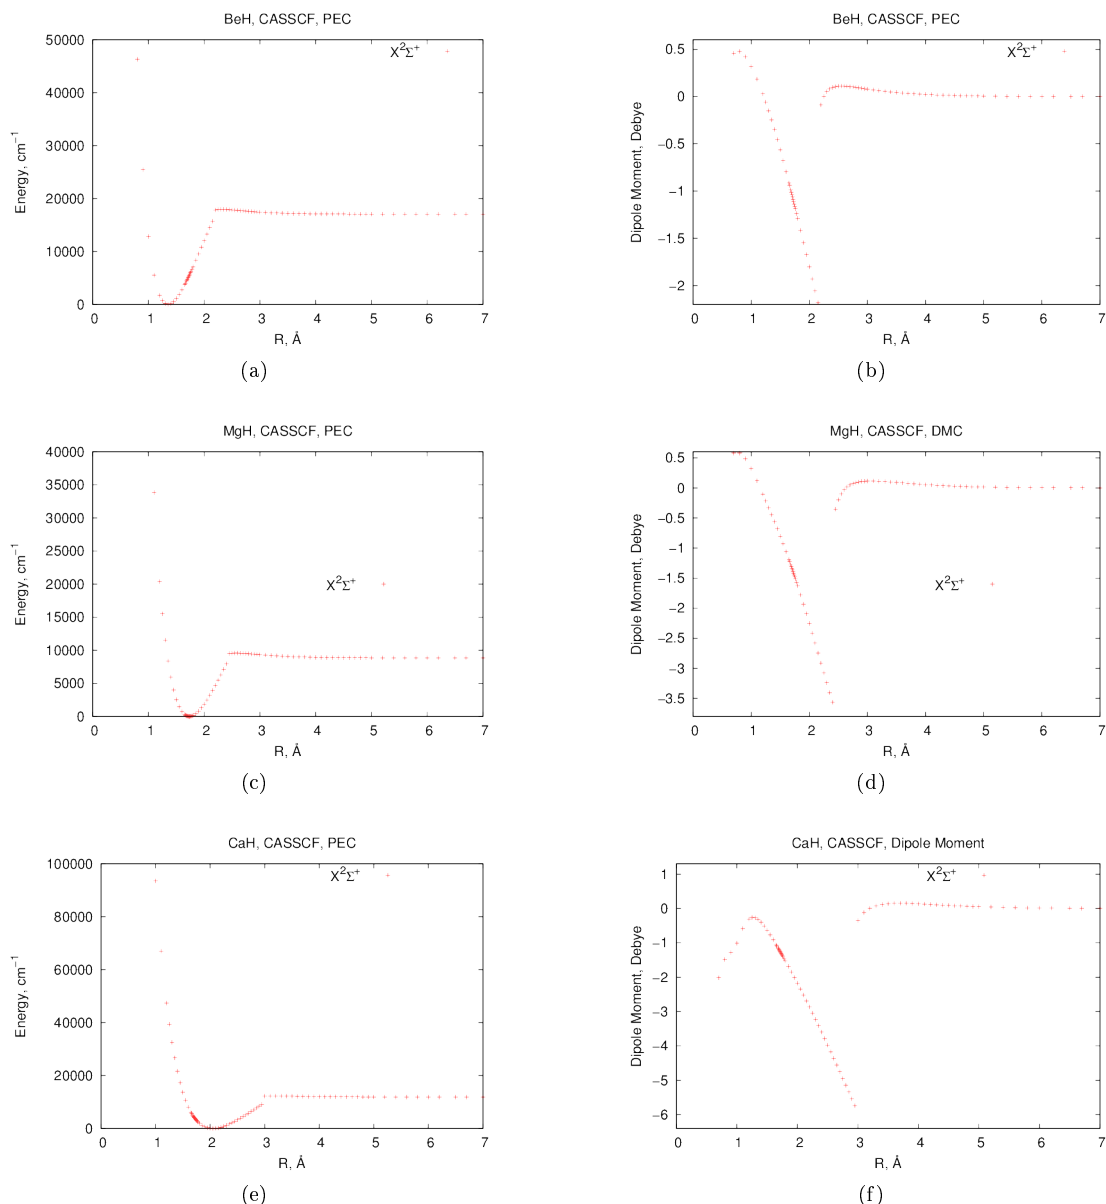 BeH, CASSCF, PEC
50000
45000
40000
35000
30000
25000
20000
15000
10000
5000
0
Energy, cm⁻¹
X²Σ⁺
0 1 2 3 4 5 6 7
R, Å
(a)
BeH, CASSCF, PEC
0.5
0
−0.5
−1
−1.5
−2
Dipole Moment, Debye
X²Σ⁺
0 1 2 3 4 5 6 7
R, Å
(b)
MgH, CASSCF, PEC
40000
35000
30000
25000
20000
15000
10000
5000
0
Energy, cm⁻¹
X²Σ⁺
0 1 2 3 4 5 6 7
R, Å
(c)
MgH, CASSCF, DMC
0.5
0
−0.5
−1
−1.5
−2
−2.5
−3
−3.5
Dipole Moment, Debye
X²Σ⁺
0 1 2 3 4 5 6 7
R, Å
(d)
CaH, CASSCF, PEC
100000
80000
60000
40000
20000
0
Energy, cm⁻¹
X²Σ⁺
0 1 2 3 4 5 6 7
R, Å
(e)
CaH, CASSCF, Dipole Moment
1
0
−1
−2
−3
−4
−5
−6
Dipole Moment, Debye
X²Σ⁺
0 1 2 3 4 5 6 7
R, Å
(f)